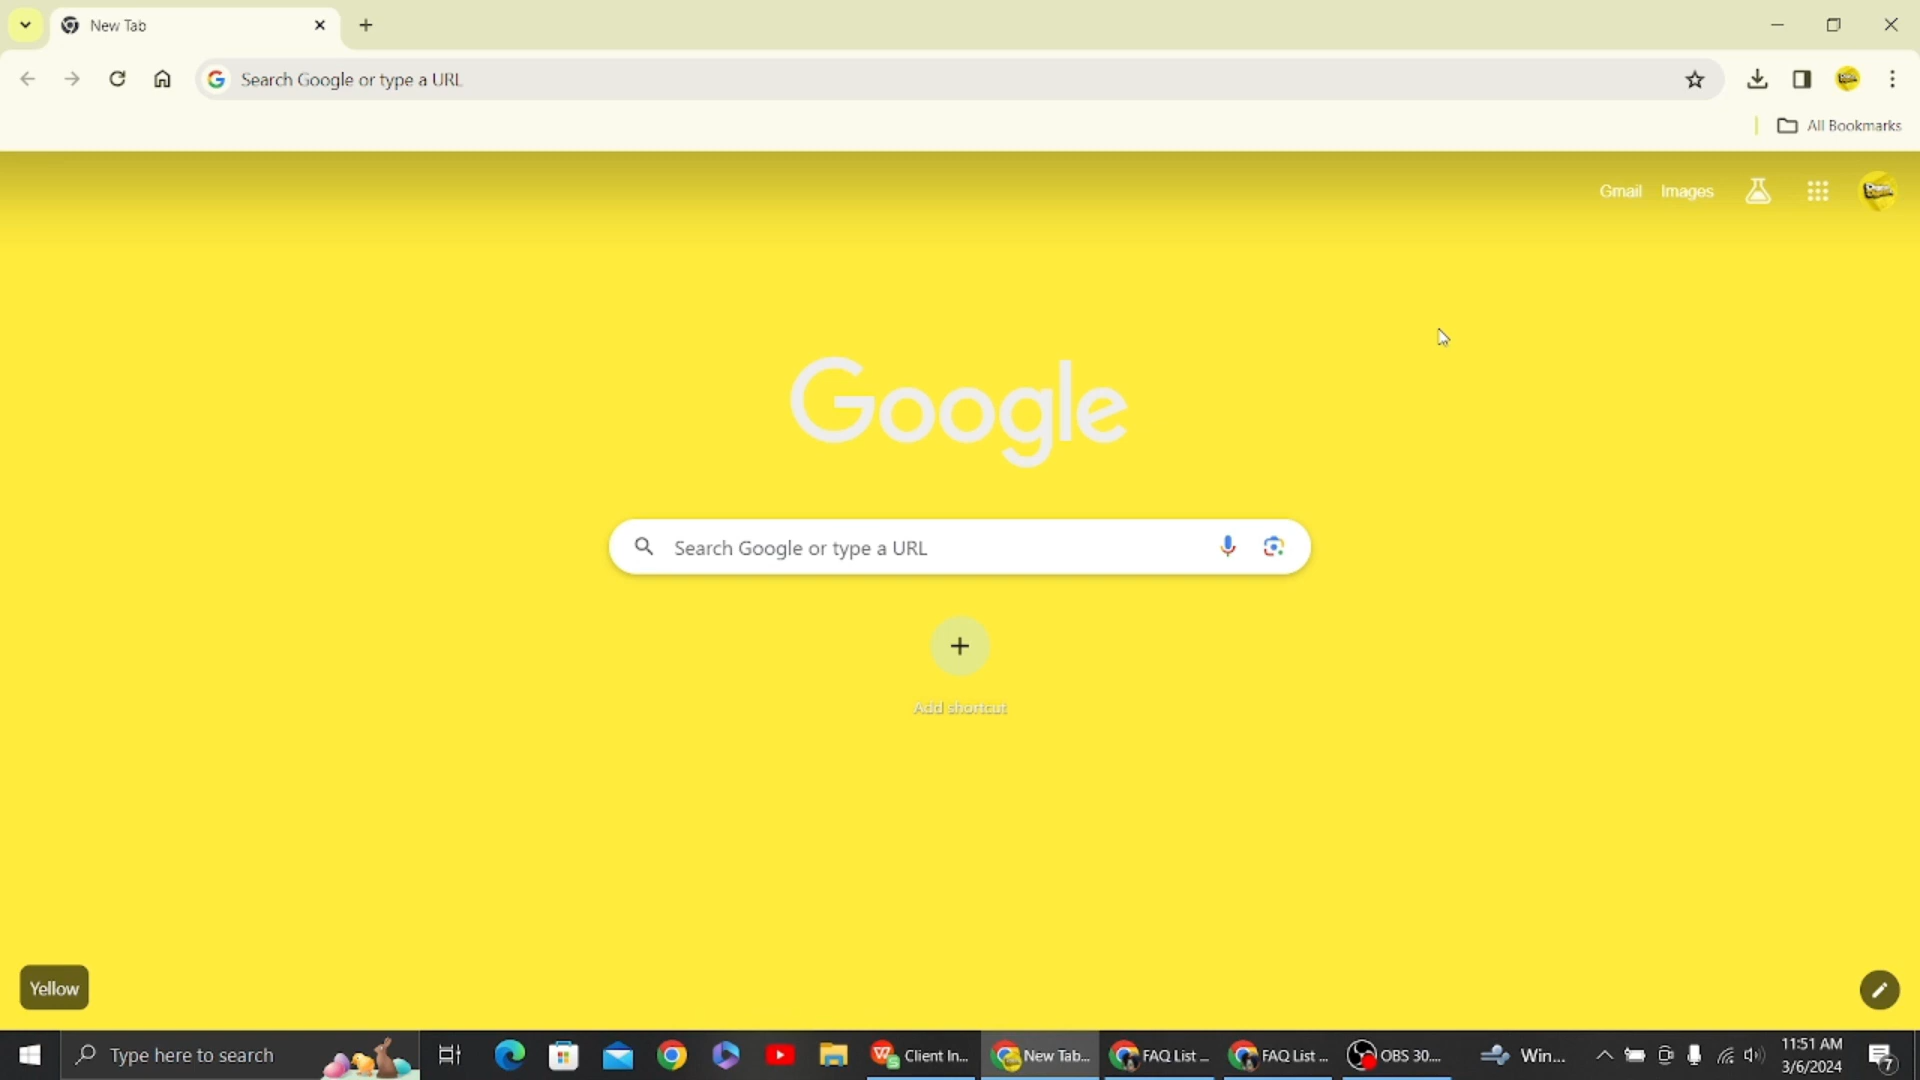 New Tab
Search Google or type a URL
All Bookmarks
Gmail Images
Google
Search Google or type a URL
Add shortcut
Yellow
Type here to search
Client In...
New Tab...
FAQ List ...
FAQ List ...
OBS 30....
Win...
11:51 AM
3/6/2024
7